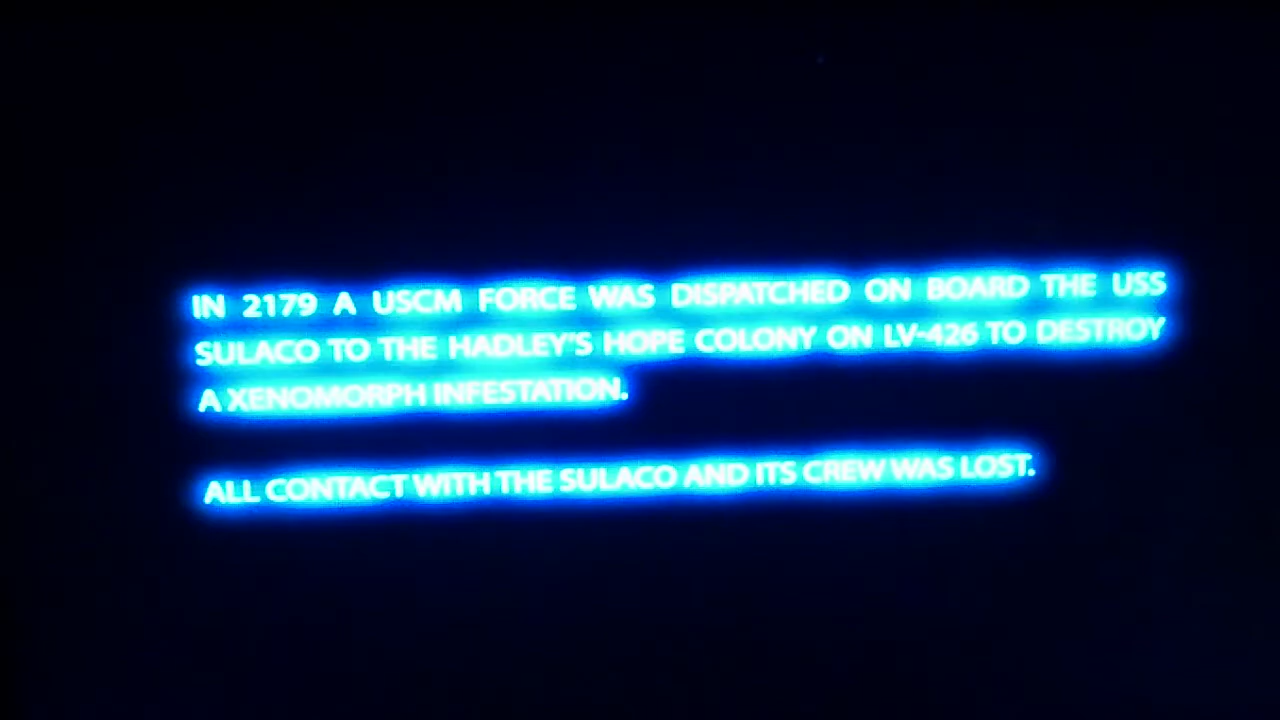 IN 2179 A USCM FORCE WAS DISPATCHED ON BOARD THE USS
SULACO TO THE HADLEY'S HOPE COLONY ON LV-426 TO DESTROY
A XENOMORPH INFESTATION.
ALL CONTACT WITH THE SULACO AND ITS CREW WAS LOST.